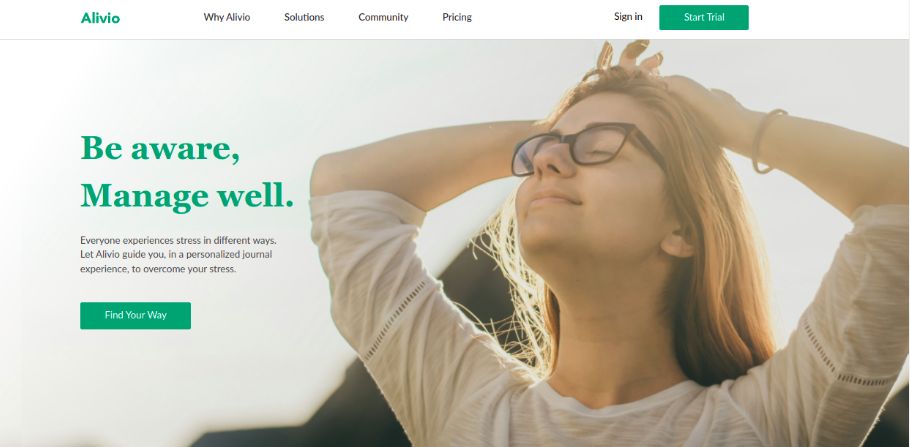 Alivio
Why Alivio
Solutions
Community
Pricing
Sign in
Start Trial
Be aware,
Manage well.
Everyone experiences stress in different ways.
Let Alivio guide you, in a personalized journal
experience, to overcome your stress.
Find Your Way